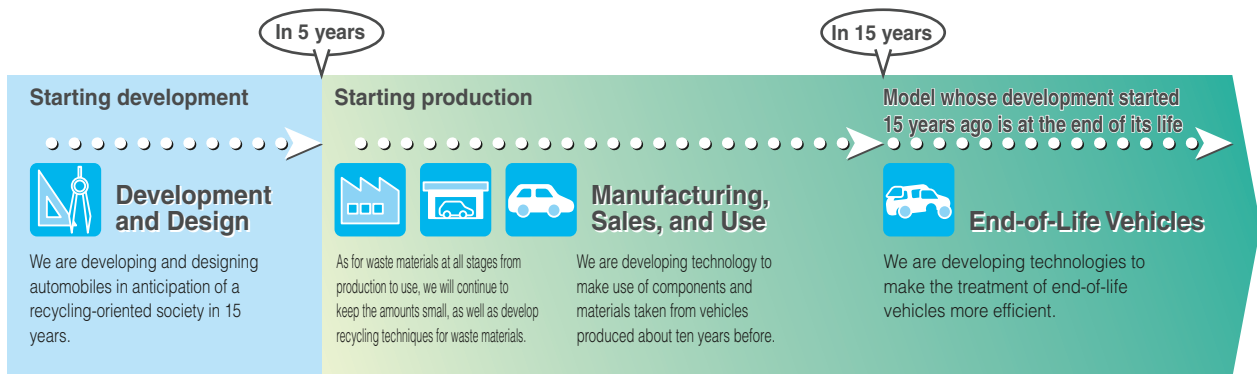 In 5 years
In 15 years
Starting development
Starting production
Model whose development started
15 years ago is at the end of its life
Development
and Design
We are developing and designing
automobiles in anticipation of a
recycling-oriented society in 15
years.
Manufacturing,
Sales, and Use
As for waste materials at all stages from
production to use, we will continue to
keep the amounts small, as well as develop
recycling techniques for waste materials.
We are developing technology to
make use of components and
materials taken from vehicles
produced about ten years before.
End-of-Life Vehicles
We are developing technologies to
make the treatment of end-of-life
vehicles more efficient.